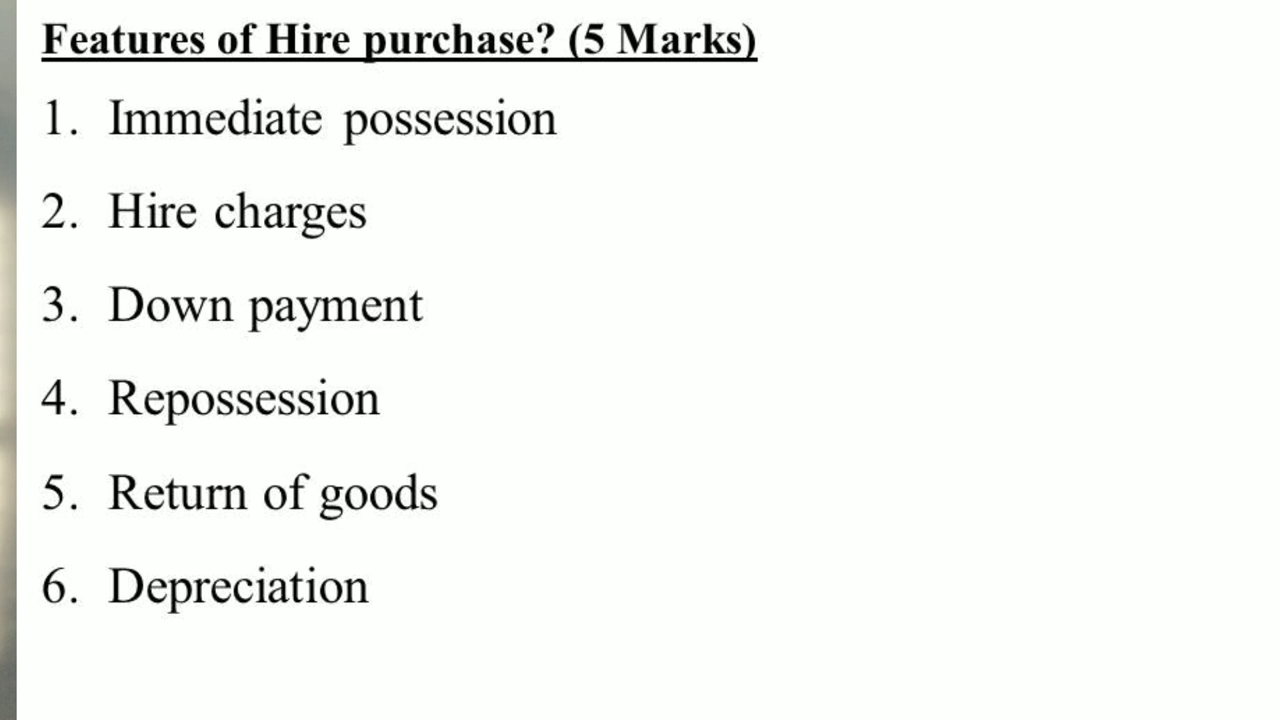 Features of Hire purchase? (5 Marks)
1. Immediate possession
2. Hire charges
3. Down payment
4. Repossession
5. Return of goods
6. Depreciation